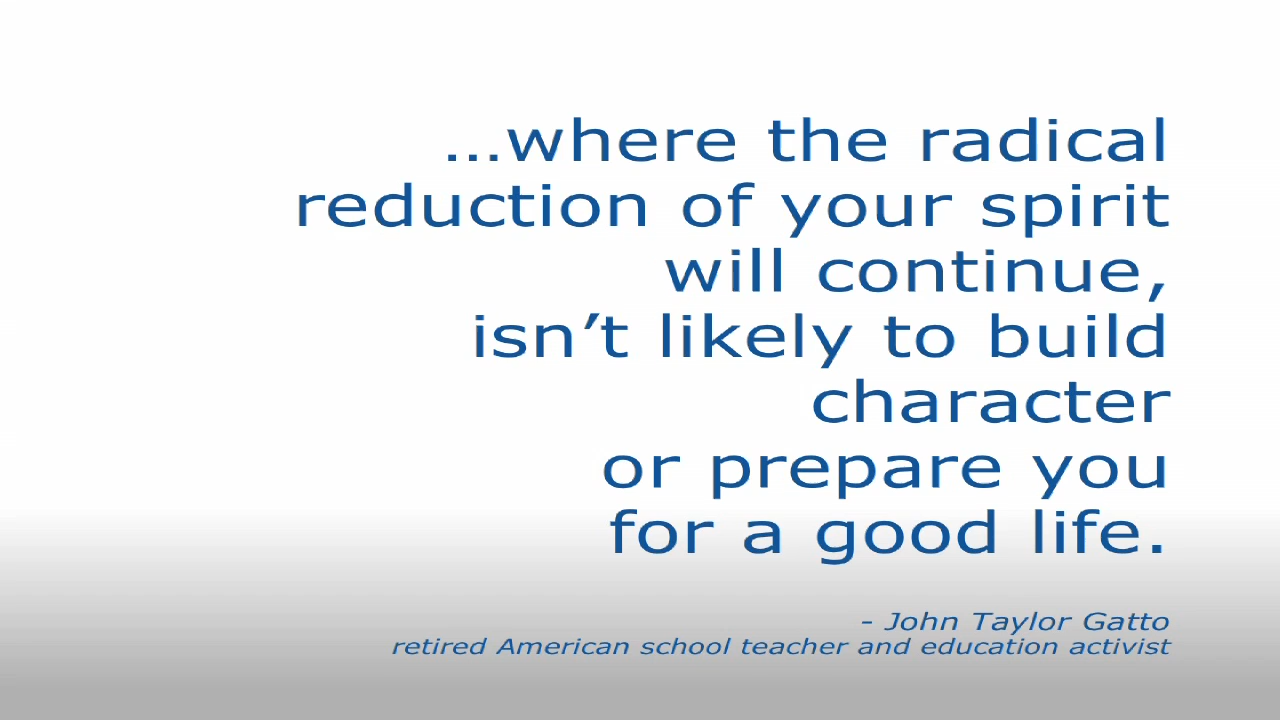 ...where the radical
reduction of your spirit
will continue,
isn’t likely to build
character
or prepare you
for a good life.
- John Taylor Gatto
retired American school teacher and education activist